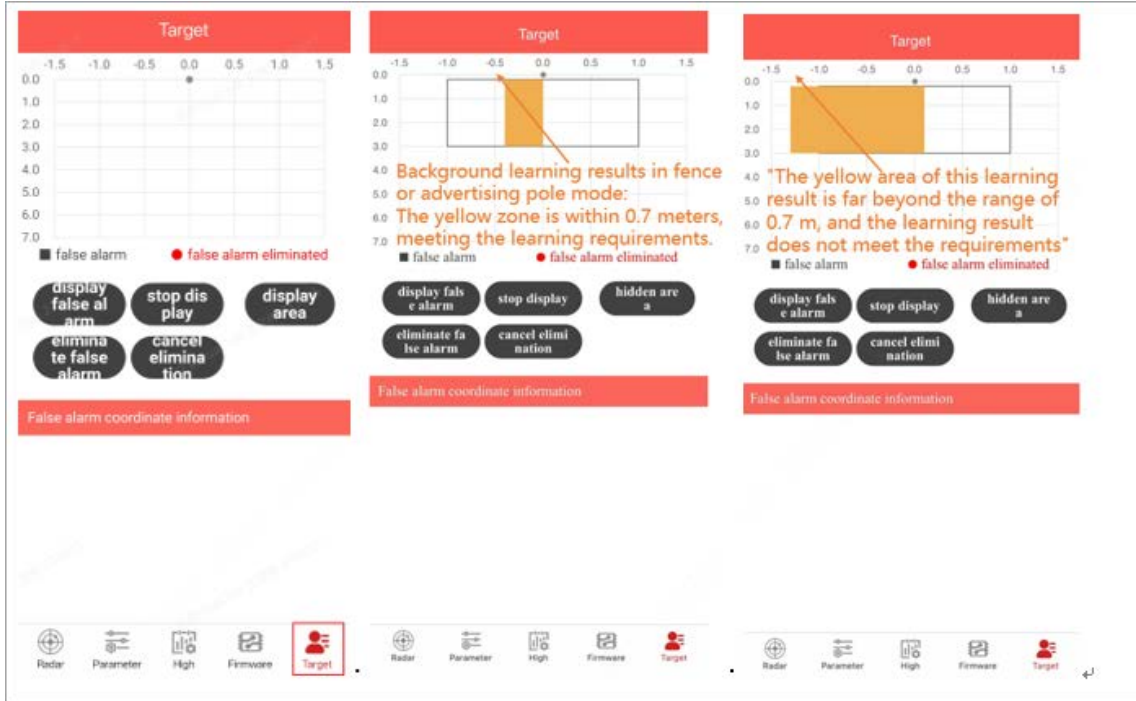 Target
-1.5 -1.0 -0.5 0.0 0.5 1.0 1.5
0.0
1.0
2.0
3.0
4.0
5.0
6.0
7.0
false alarm
false alarm eliminated
display
false al
arm
stop dis
play
display
area
elimina
te false
alarm
cancel
elimina
tion
False alarm coordinate information
Radar
Parameter
High
Firmware
Target
Target
-1.5 -1.0 -0.5 0.0 0.5 1.0 1.5
0.0
1.0
2.0
3.0
4.0
5.0
6.0
7.0
Background learning results in fence
or advertising pole mode:
The yellow zone is within 0.7 meters,
meeting the learning requirements.
false alarm
false alarm eliminated
display fals
e alarm
stop display
hidden are
a
eliminate fa
lse alarm
cancel elimi
nation
False alarm coordinate information
Radar
Parameter
High
Firmware
Target
.
Target
-1.5 -1.0 -0.5 0.0 0.5 1.0 1.5
0.0
1.0
2.0
3.0
4.0
5.0
6.0
7.0
"The yellow area of this learning
result is far beyond the range of
0.7 m, and the learning result
does not meet the requirements"
false alarm
false alarm eliminated
display fals
e alarm
stop display
hidden are
a
eliminate fa
lse alarm
cancel elimi
nation
False alarm coordinate information
Radar
Parameter
High
Firmware
Target
.